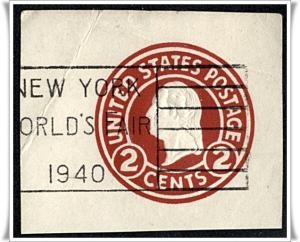 NEW YORK
ORLD'S FAIR
1940
UNITED STATES POSTAGE
2 CENTS 2